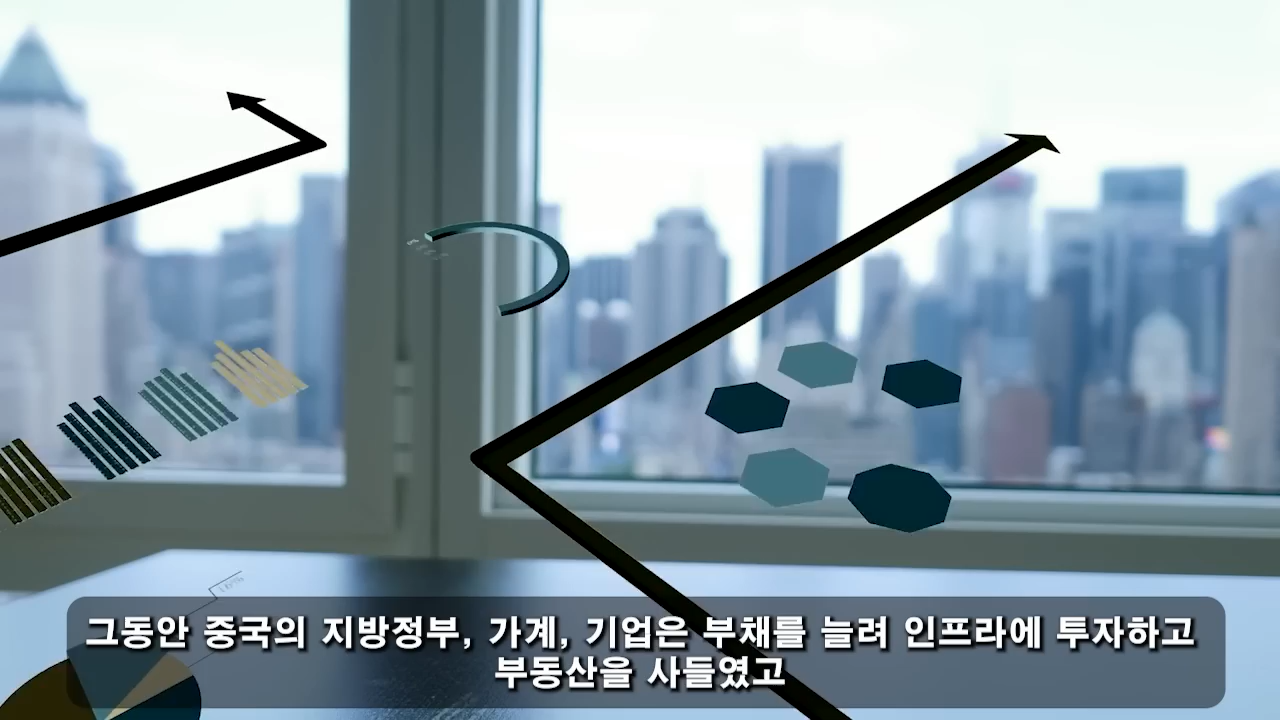 그동안 중국의 지방정부, 가계, 기업은 부채를 늘려 인프라에 투자하고
부동산을 사들였고